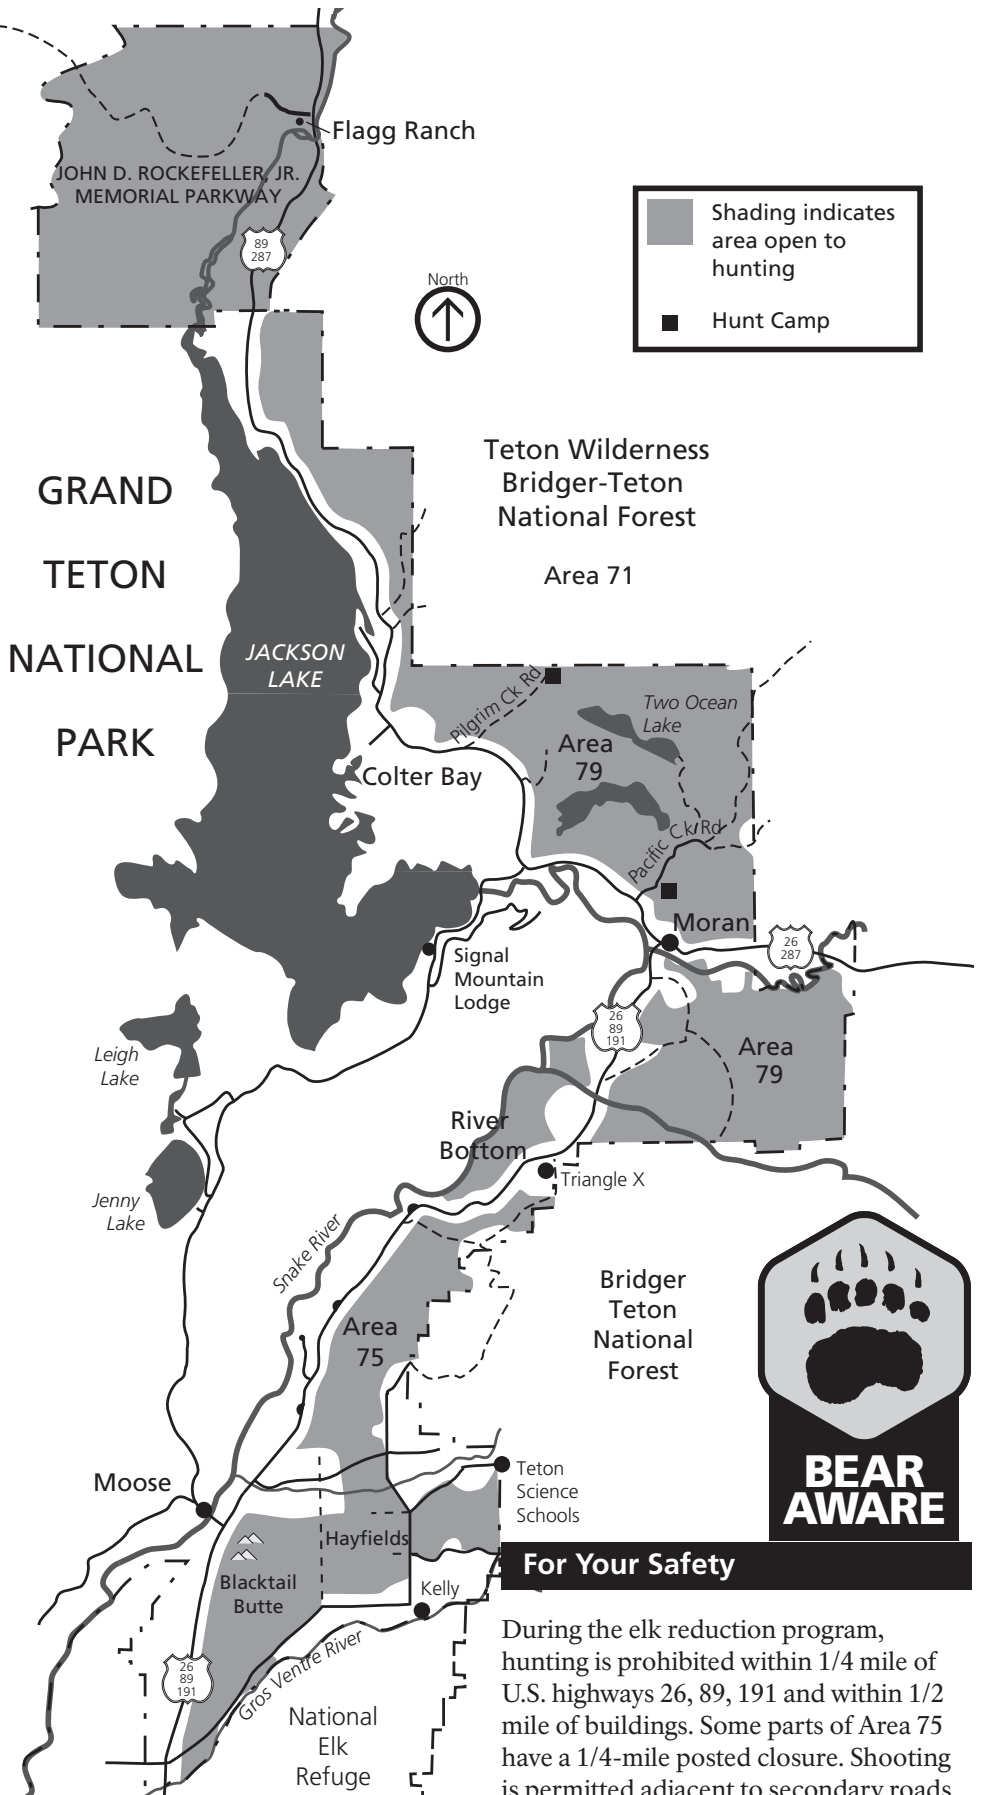 Flagg Ranch
JOHN D. ROCKEFELLER, JR.
MEMORIAL PARKWAY
89
287
Shading indicates
area open to
hunting
Hunt Camp
North
Teton Wilderness
Bridger-Teton
National Forest
Area 71
GRAND
TETON
NATIONAL
PARK
JACKSON
LAKE
Pilgrim Ck Rd
Two Ocean
Lake
Area
79
Colter Bay
Pacific Ck Rd
Moran
26
287
Signal
Mountain
Lodge
26
89
191
Leigh
Lake
Area
79
River
Bottom
Triangle X
Jenny
Lake
Snake River
Bridger
Teton
National
Forest
Area
75
BEAR
AWARE
Moose
Teton
Science
Schools
Hayfields
Blacktail
Butte
Kelly
For Your Safety
26
89
191
Gros Ventre River
National
Elk
Refuge
During the elk reduction program,
hunting is prohibited within 1/4 mile of
U.S. highways 26, 89, 191 and within 1/2
mile of buildings. Some parts of Area 75
have a 1/4-mile posted closure. Shooting
is permitted adjacent to secondary roads